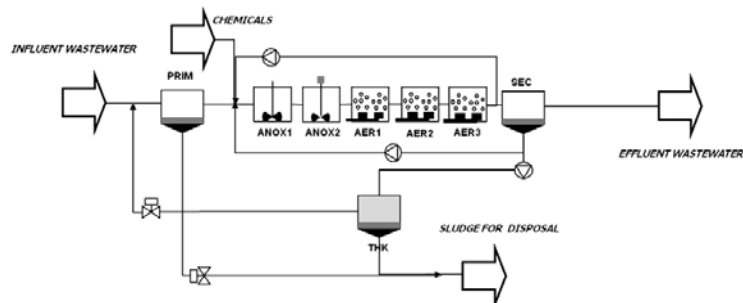 CHEMICALS
INFLUENT WASTEWATER
PRIM
SEC
ANOX1 ANOX2 AER1 AER2 AER3
EFFLUENT WASTEWATER
THK
SLUDGE FOR DISPOSAL